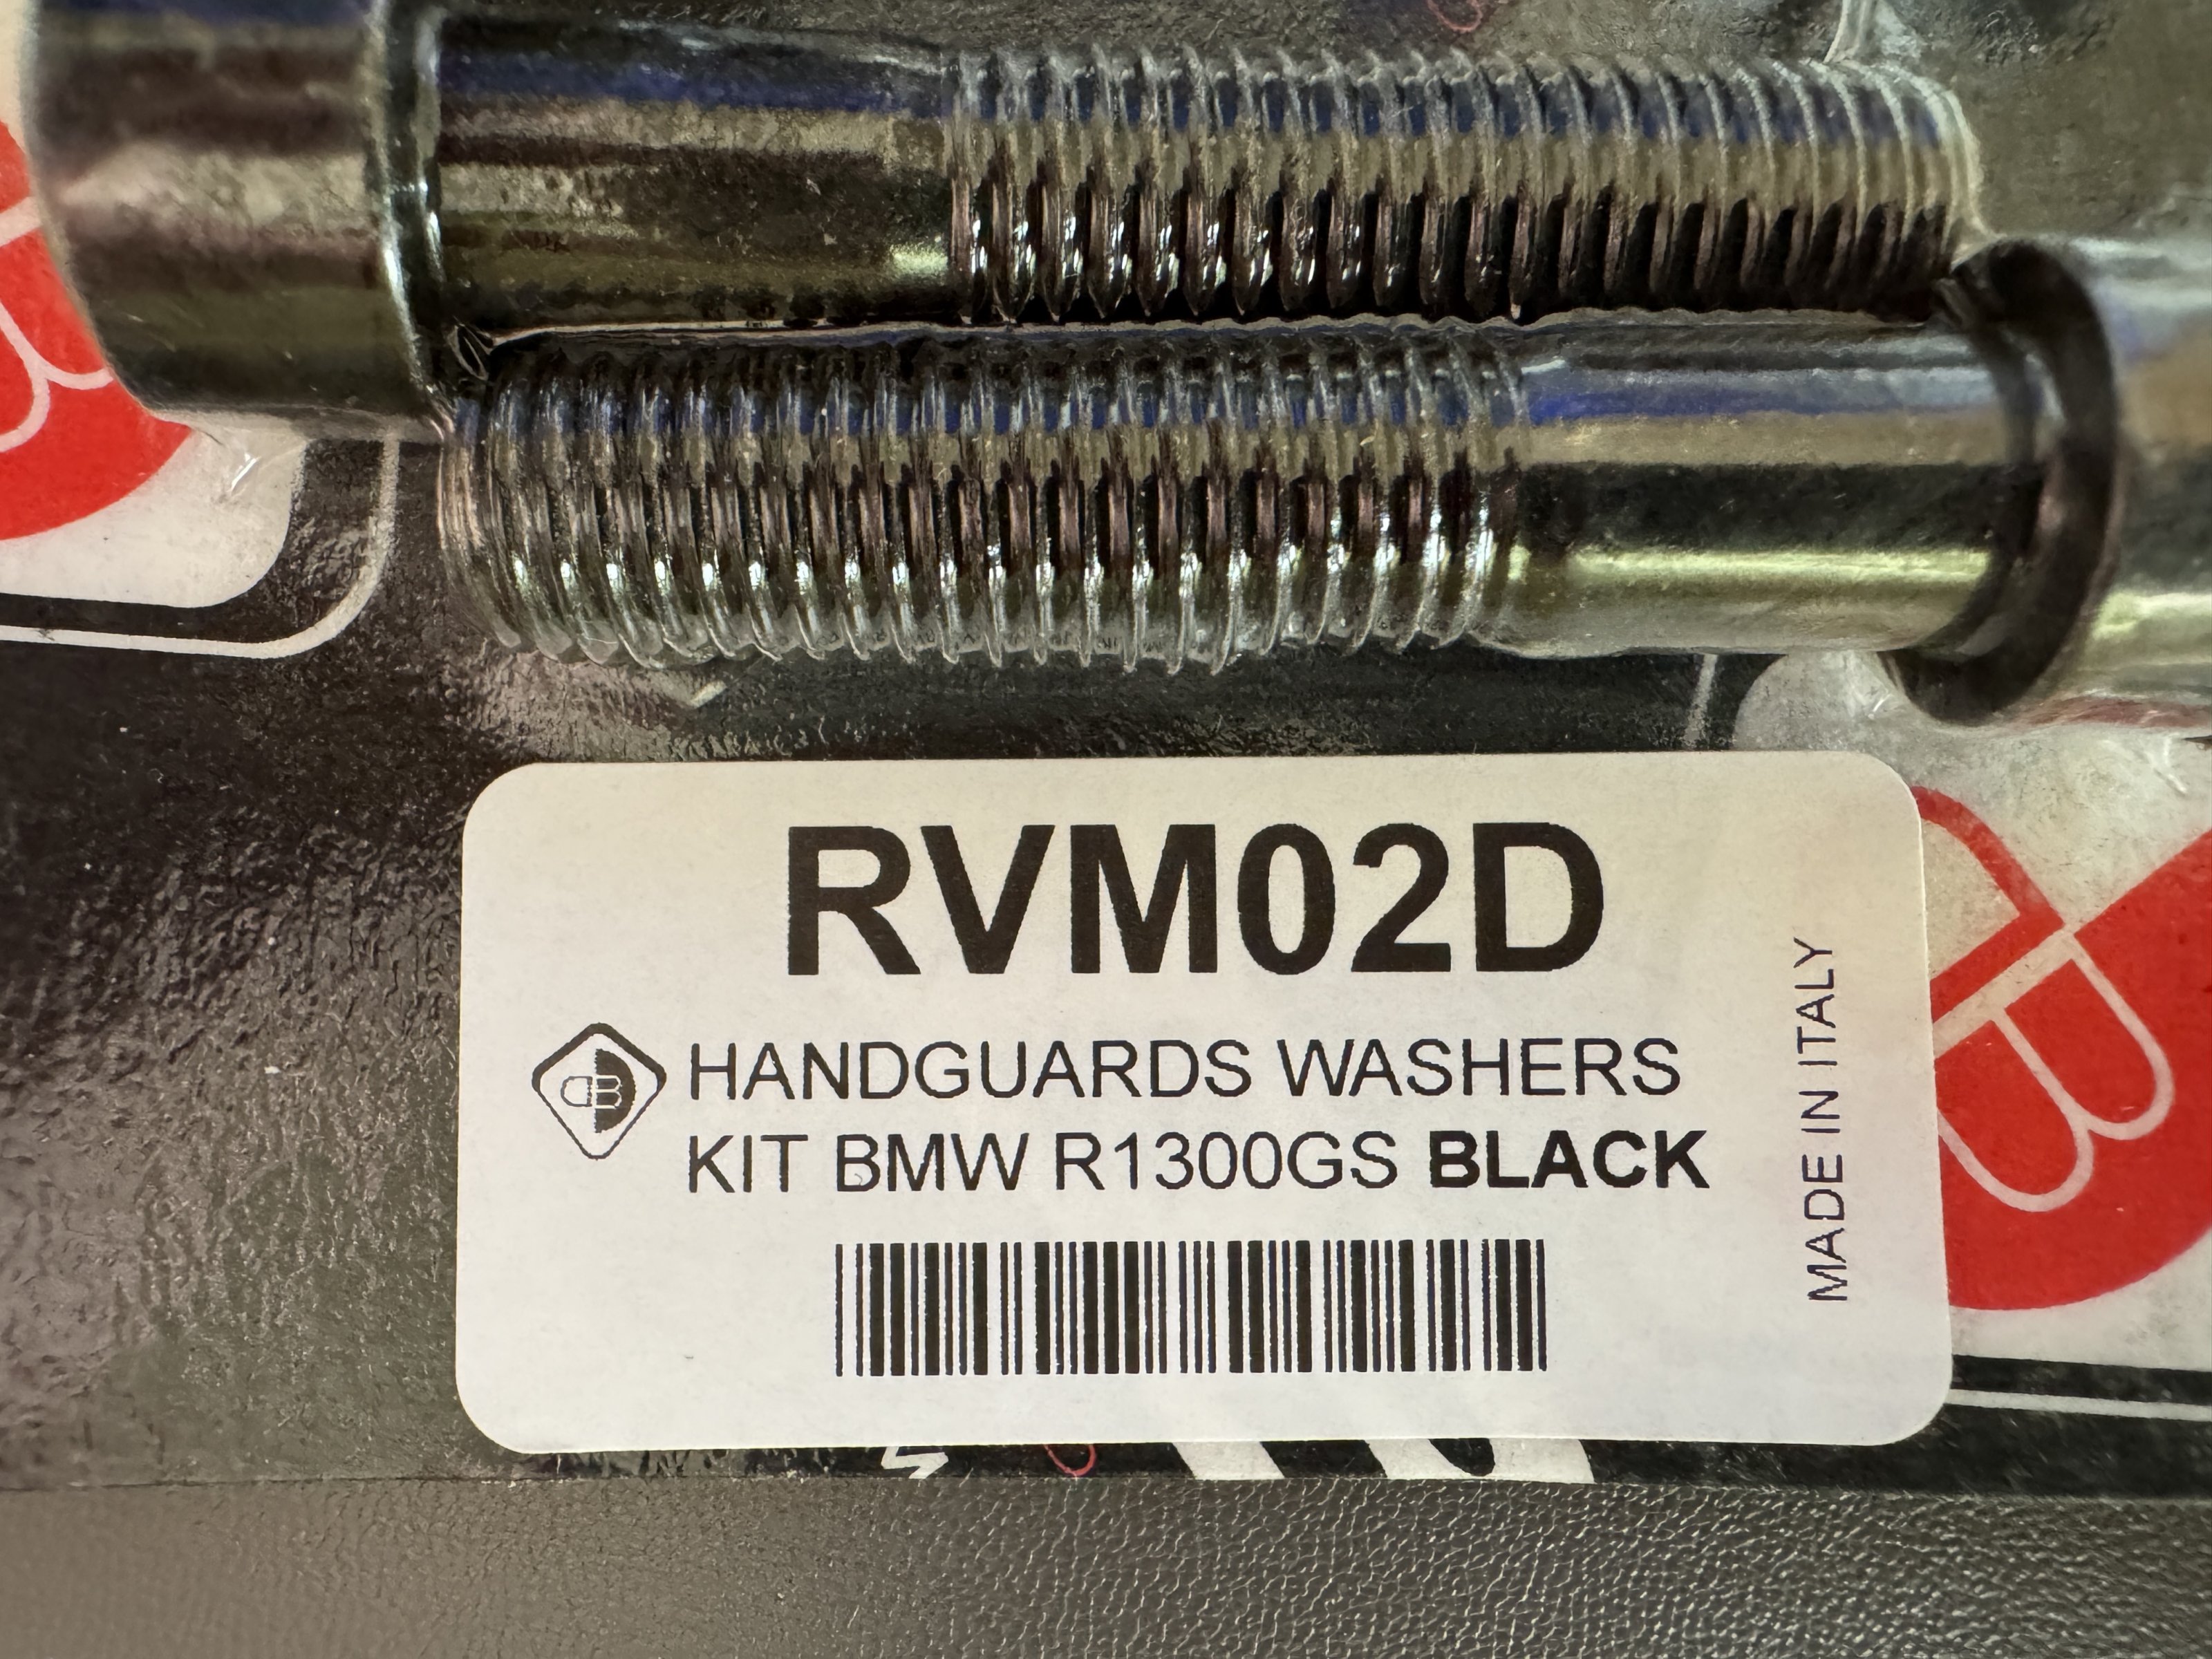 RVM02D
HANDGUARDS WASHERS
KIT BMW R1300GS BLACK
MADE IN ITALY